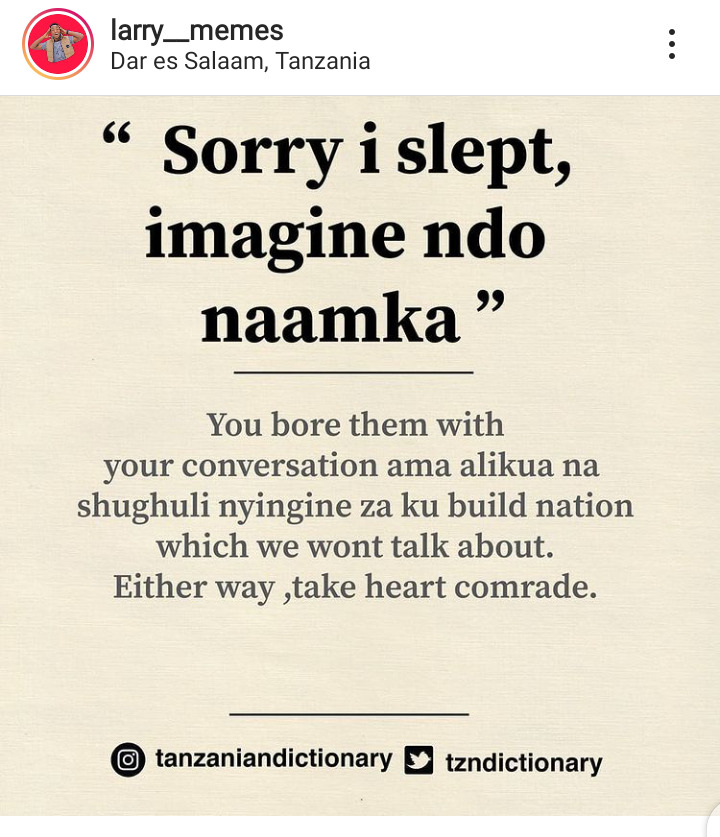 larry__memes
Dar es Salaam, Tanzania
“ Sorry i slept,
imagine ndo
naamka ”
You bore them with
your conversation ama alikua na
shughuli nyingine za ku build nation
which we wont talk about.
Either way ,take heart comrade.
tanzaniandictionary tzndictionary